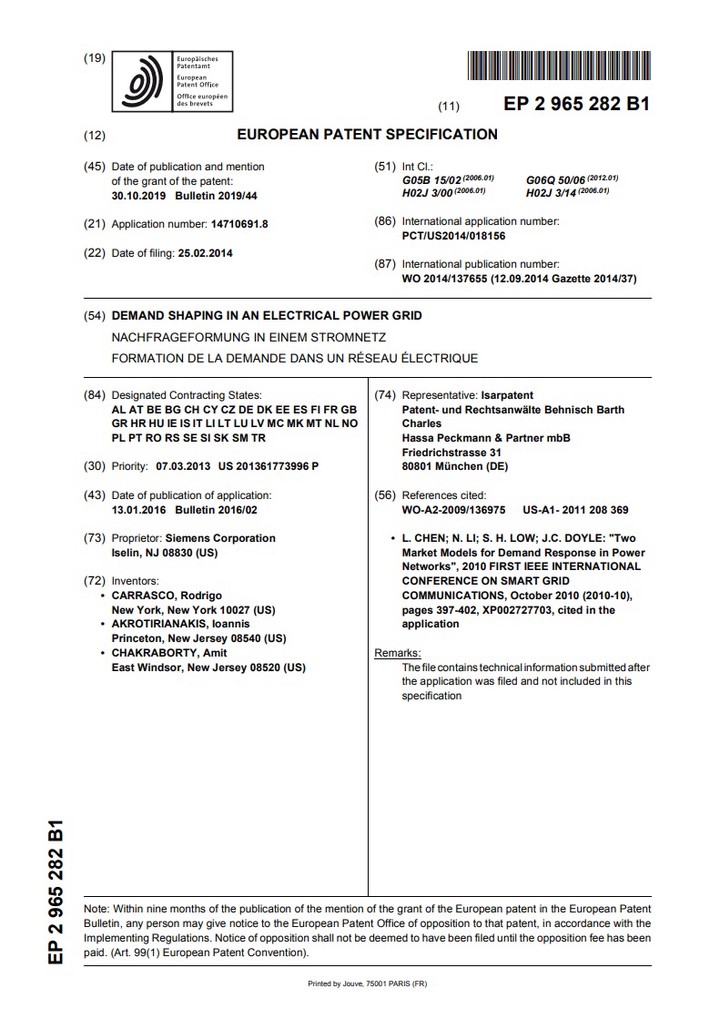 (19)
Europäisches
Patentamt
European
Patent Office
Office européen
des brevets
(11)
EP 2 965 282 B1
(12)
EUROPEAN PATENT SPECIFICATION
(45) Date of publication and mention
of the grant of the patent:
30.10.2019 Bulletin 2019/44
(21) Application number: 14710691.8
(22) Date of filing: 25.02.2014
(51) Int Cl.:
G05B 15/02 (2006.01) G06Q 50/06 (2012.01)
H02J 3/00 (2006.01) H02J 3/14 (2006.01)
(86) International application number:
PCT/US2014/018156
(87) International publication number:
WO 2014/137655 (12.09.2014 Gazette 2014/37)
(54) DEMAND SHAPING IN AN ELECTRICAL POWER GRID
NACHFRAGEFORMUNG IN EINEM STROMNETZ
FORMATION DE LA DEMANDE DANS UN RÉSEAU ÉLECTRIQUE
(84) Designated Contracting States:
AL AT BE BG CH CY CZ DE DK EE ES FI FR GB
GR HR HU IE IS IT LI LT LU LV MC MK MT NL NO
PL PT RO RS SE SI SK SM TR
(30) Priority: 07.03.2013 US 201361773996 P
(43) Date of publication of application:
13.01.2016 Bulletin 2016/02
(73) Proprietor: Siemens Corporation
Iselin, NJ 08830 (US)
(72) Inventors:
• CARRASCO, Rodrigo
New York, New York 10027 (US)
• AKROTIRIANAKIS, Ioannis
Princeton, New Jersey 08540 (US)
• CHAKRABORTY, Amit
East Windsor, New Jersey 08520 (US)
(74) Representative: Isarpatent
Patent- und Rechtsanwälte Behnisch Barth
Charles
Hassa Peckmann & Partner mbB
Friedrichstrasse 31
80801 München (DE)
(56) References cited:
WO-A2-2009/136975 US-A1- 2011 208 369
• L. CHEN; N. LI; S. H. LOW; J.C. DOYLE: "Two
Market Models for Demand Response in Power
Networks", 2010 FIRST IEEE INTERNATIONAL
CONFERENCE ON SMART GRID
COMMUNICATIONS, October 2010 (2010-10),
pages 397-402, XP002727703, cited in the
application
Remarks:
The file contains technical information submitted after
the application was filed and not included in this
specification
EP 2 965 282 B1
Note: Within nine months of the publication of the mention of the grant of the European patent in the European Patent
Bulletin, any person may give notice to the European Patent Office of opposition to that patent, in accordance with the
Implementing Regulations. Notice of opposition shall not be deemed to have been filed until the opposition fee has been
paid. (Art. 99(1) European Patent Convention).
Printed by Jouve, 75001 PARIS (FR)